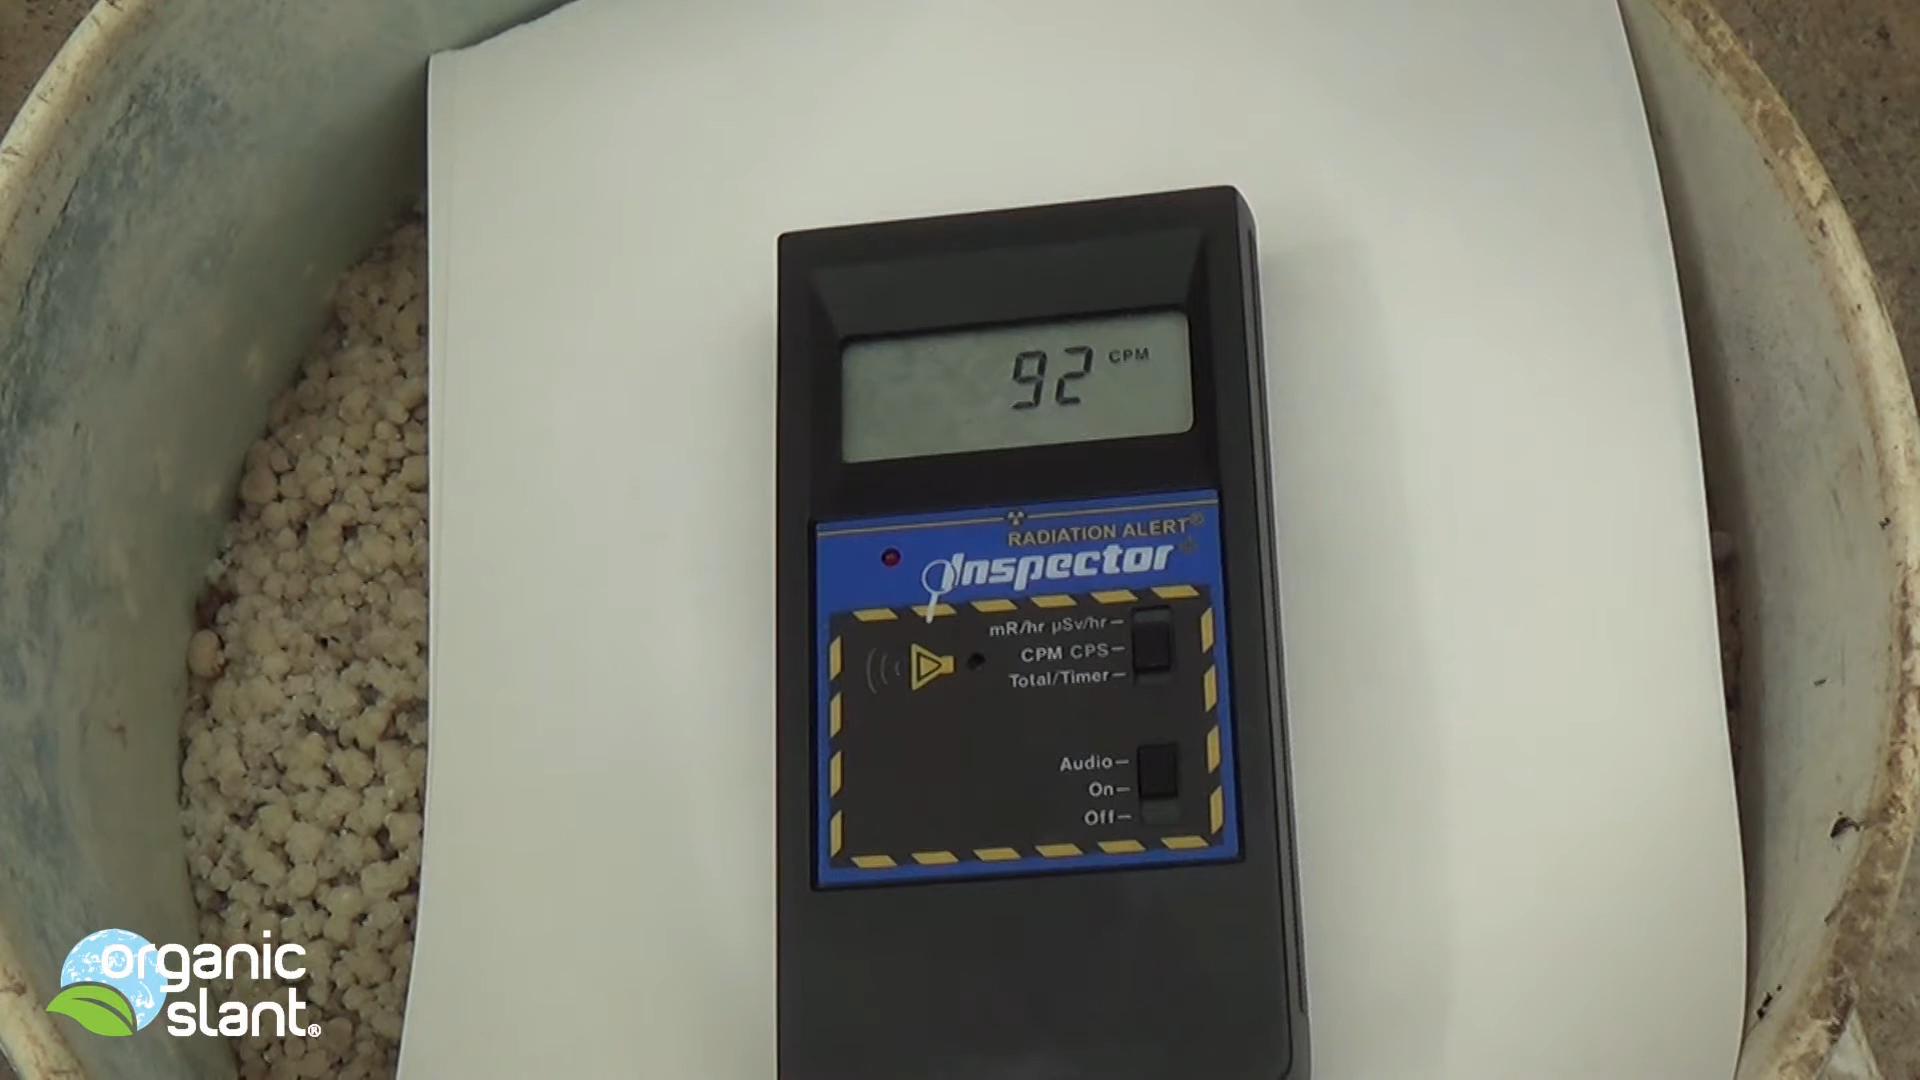 92 CPM
RADIATION ALERT®
Inspector+
mR/hr µSv/hr
CPM CPS
Total/Timer
Audio
On
Off
organic
slant®